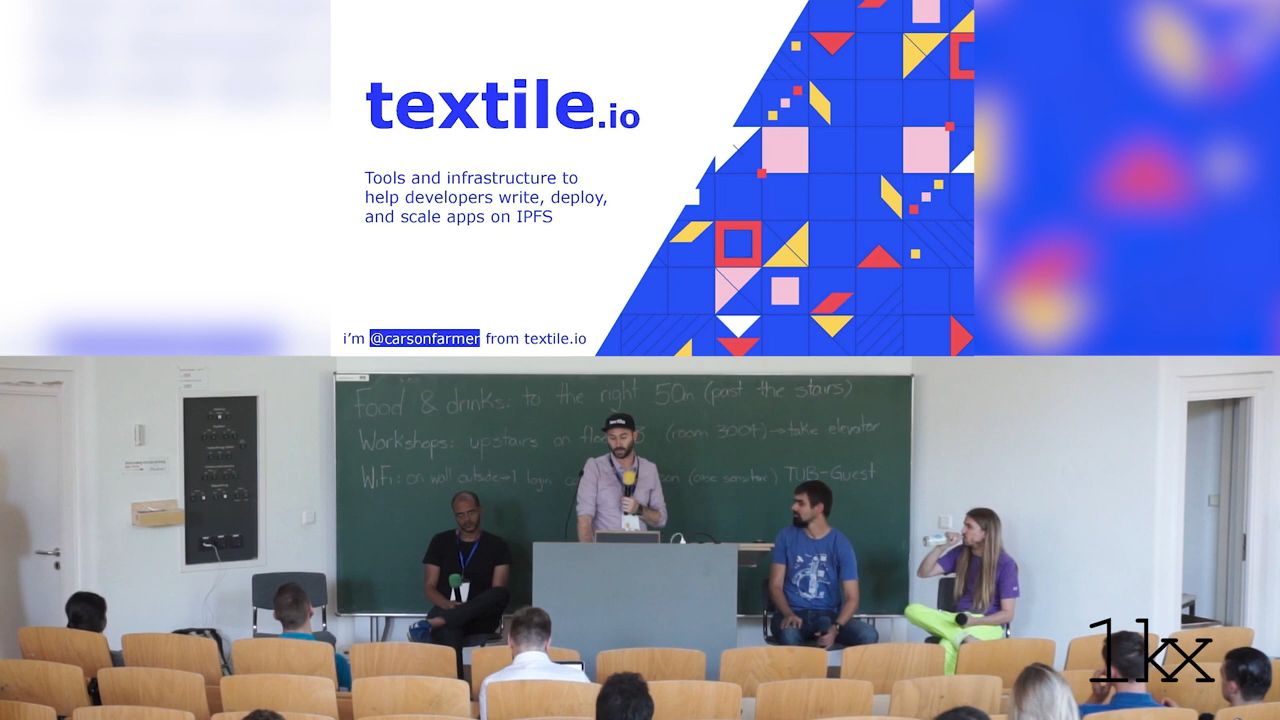 textile.io
Tools and infrastructure to
help developers write, deploy,
and scale apps on IPFS
i'm @carsonfarmer from textile.io
Food & drinks: to the right 50m (past the stairs)
Workshops: upstairs on (room 3004) → take elevator
WiFi: on wall outside → login (case sensitive) TUB-Guest
1kx